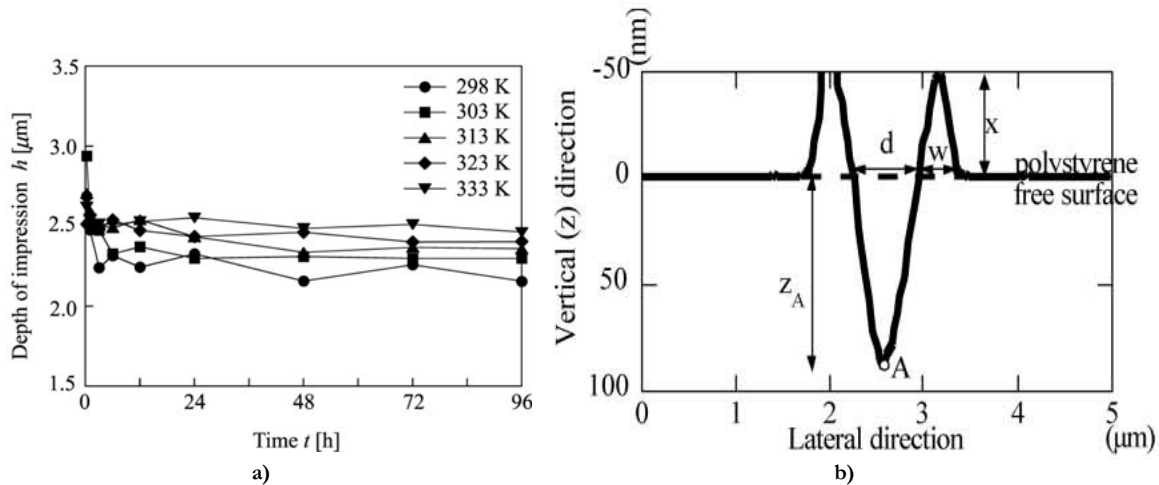 3.5
3.0
2.5
2.0
1.5
Depth of impression h [μm]
298 K
303 K
313 K
323 K
333 K
0
24
48
72
96
Time t [h]
a)
(nm)
-50
0
50
100
Vertical (z) direction
d
w
x
polystyrene
free surface
z_A
A
0
1
2
3
4
5
Lateral direction
(μm)
b)